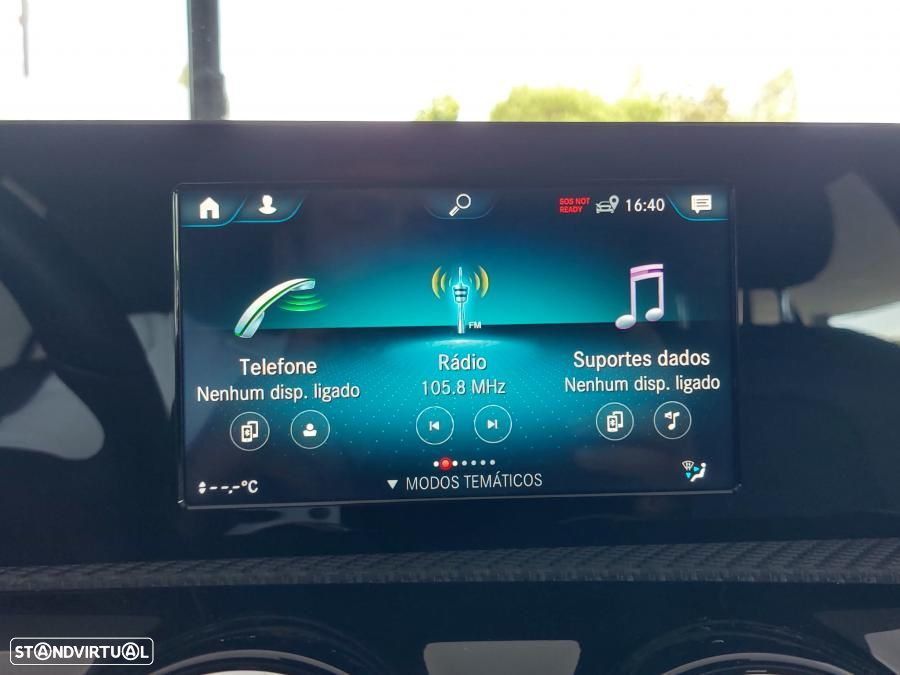 SOS NOT
READY
16:40
FM
Telefone
Nenhum disp. ligado
Rádio
105.8 MHz
Suportes dados
Nenhum disp. ligado
--,-°C
MODOS TEMÁTICOS
STANDVIRTUAL